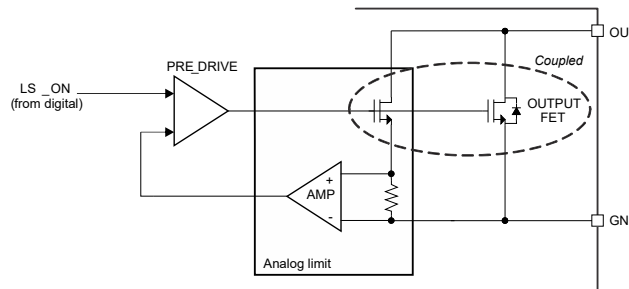 OU
Coupled
PRE_DRIVE
LS _ON
(from digital)
OUTPUT
FET
+
AMP
-
GN
Analog limit